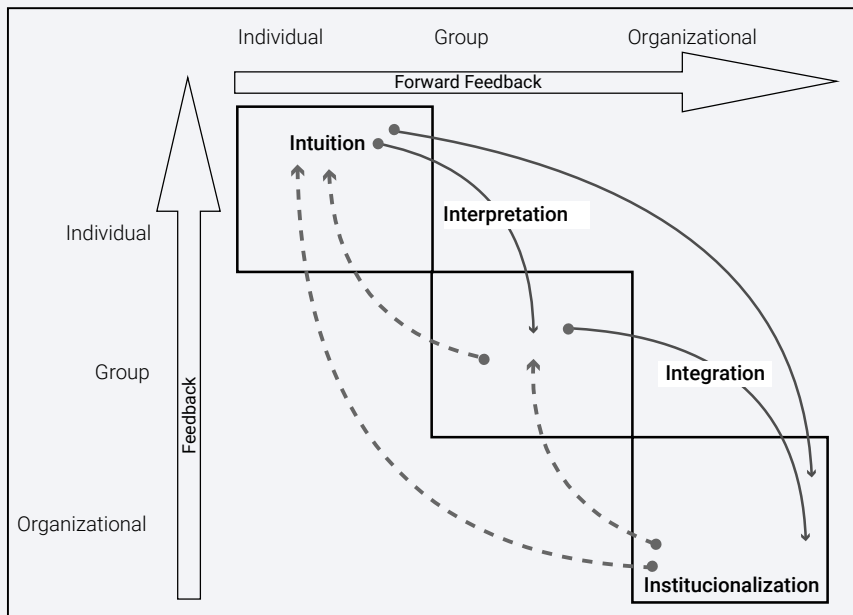 Individual
Group
Organizational
Forward Feedback
Intuition
Interpretation
Individual
Group
Integration
Feedback
Organizational
Institucionalization